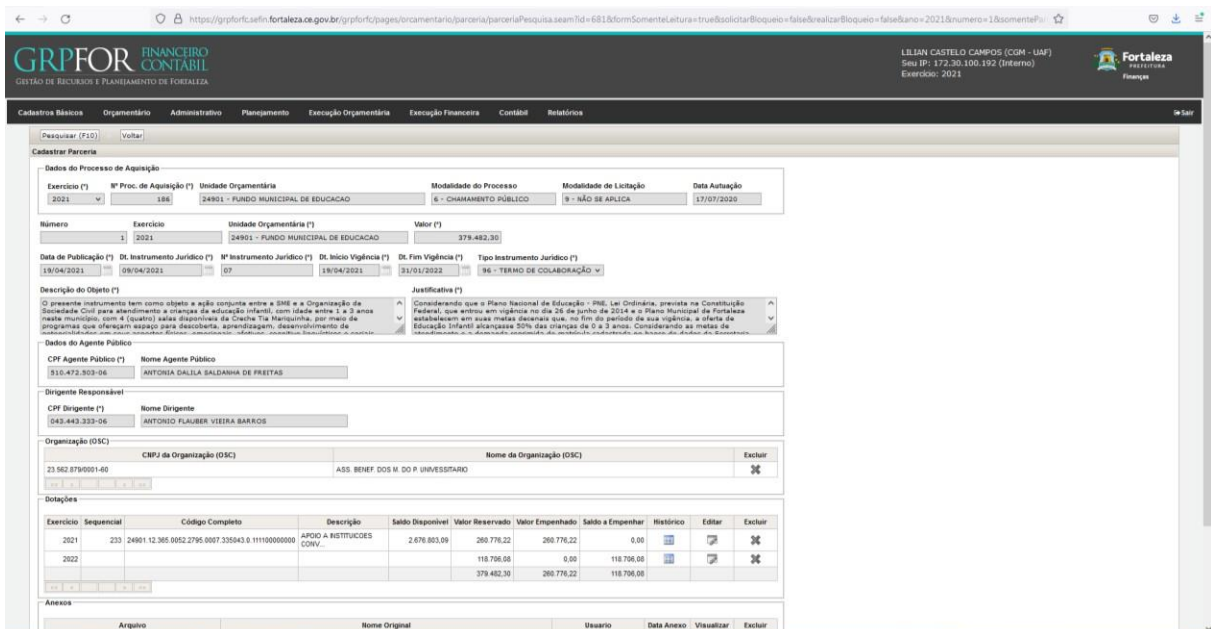 https://grpforfc.sefin.fortaleza.ce.gov.br/grpforfc/pages/orcamentario/parceria/parceriaPesquisa.seam?id=681&formSomenteLeitura=true&solicitarBloqueio=false&realizarBloqueio=false&ano=2021&numero=1&somentePar
GRPFOR FINANCEIRO CONTÁBIL
GESTÃO DE RECURSOS E PLANEJAMENTO DE FORTALEZA
LILIAN CASTELO CAMPOS (CGM - UAF)
Seu IP: 172.30.100.192 (Interno)
Exercício: 2021
Fortaleza
PREFEITURA
Finanças
Cadastros Básicos Orçamentário Administrativo Planejamento Execução Orçamentária Execução Financeira Contábil Relatórios Sair
Pesquisar (F10) Voltar
Cadastrar Parceria
Dados do Processo de Aquisição
Exercício (*) Nº Proc. de Aquisição (*) Unidade Orçamentária Modalidade do Processo Modalidade de Licitação Data Autuação
2021 186 24901 - FUNDO MUNICIPAL DE EDUCACAO 6 - CHAMAMENTO PÚBLICO 9 - NÃO SE APLICA 17/07/2020
Número Exercício Unidade Orçamentária (*) Valor (*)
1 2021 24901 - FUNDO MUNICIPAL DE EDUCACAO 379.482,30
Data de Publicação (*) Dt. Instrumento Jurídico (*) Nº Instrumento Jurídico (*) Dt. Início Vigência (*) Dt. Fim Vigência (*) Tipo Instrumento Jurídico (*)
19/04/2021 09/04/2021 07 19/04/2021 31/01/2022 96 - TERMO DE COLABORAÇÃO
Descrição do Objeto (*) Justificativa (*)
O presente instrumento tem como objeto a ação conjunta entre a SME e a Organização da
Sociedade Civil para atendimento a crianças da educação infantil, com idade entre 1 a 3 anos
neste município, com 4 (quatro) salas disponíveis da Creche Tia Mariquinha, por meio de
programas que ofereçam espaço para descoberta, aprendizagem, desenvolvimento de
Considerando que o Plano Nacional de Educação - PNE, Lei Ordinária, prevista na Constituição
Federal, que entrou em vigência no dia 26 de junho de 2014 e o Plano Municipal de Fortaleza
estabelecem em suas metas decenais que, no fim do período de sua vigência, a oferta de
Educação Infantil alcançasse 50% das crianças de 0 a 3 anos. Considerando as metas de
Dados do Agente Público
CPF Agente Público (*) Nome Agente Público
510.472.503-06 ANTONIA DALILA SALDANHA DE FREITAS
Dirigente Responsável
CPF Dirigente (*) Nome Dirigente
043.443.333-06 ANTONIO FLAUBER VIEIRA BARROS
Organização (OSC)
CNPJ da Organização (OSC) Nome da Organização (OSC) Excluir
23.562.879/0001-60 ASS. BENEF. DOS M. DO P. UNIVESSITARIO
Dotações
Exercício Sequencial Código Completo Descrição Saldo Disponível Valor Reservado Valor Empenhado Saldo a Empenhar Histórico Editar Excluir
2021 233 24901.12.365.0052.2795.0007.335043.0.111100000000 APOIO A INSTITUICOES CONV... 2.676.803,09 260.776,22 260.776,22 0,00
2022 118.706,08 0,00 118.706,08
379.482,30 260.776,22 118.706,08
Anexos
Arquivo Nome Original Usuario Data Anexo Visualizar Excluir